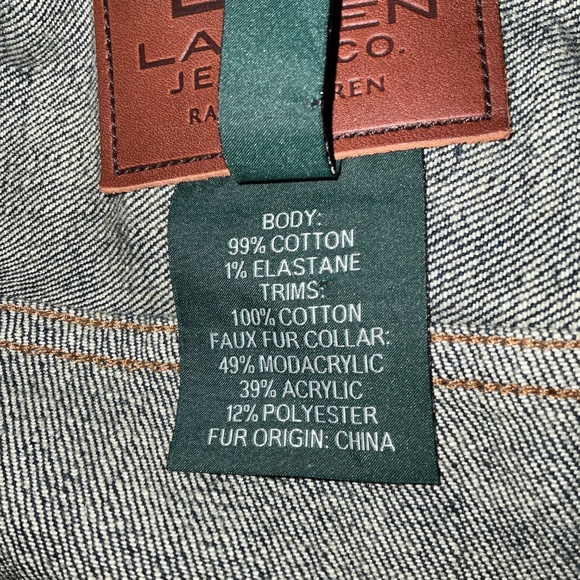 CO.
BODY:
99% COTTON
1% ELASTANE
TRIMS:
100% COTTON
FAUX FUR COLLAR:
49% MODACRYLIC
39% ACRYLIC
12% POLYESTER
FUR ORIGIN: CHINA